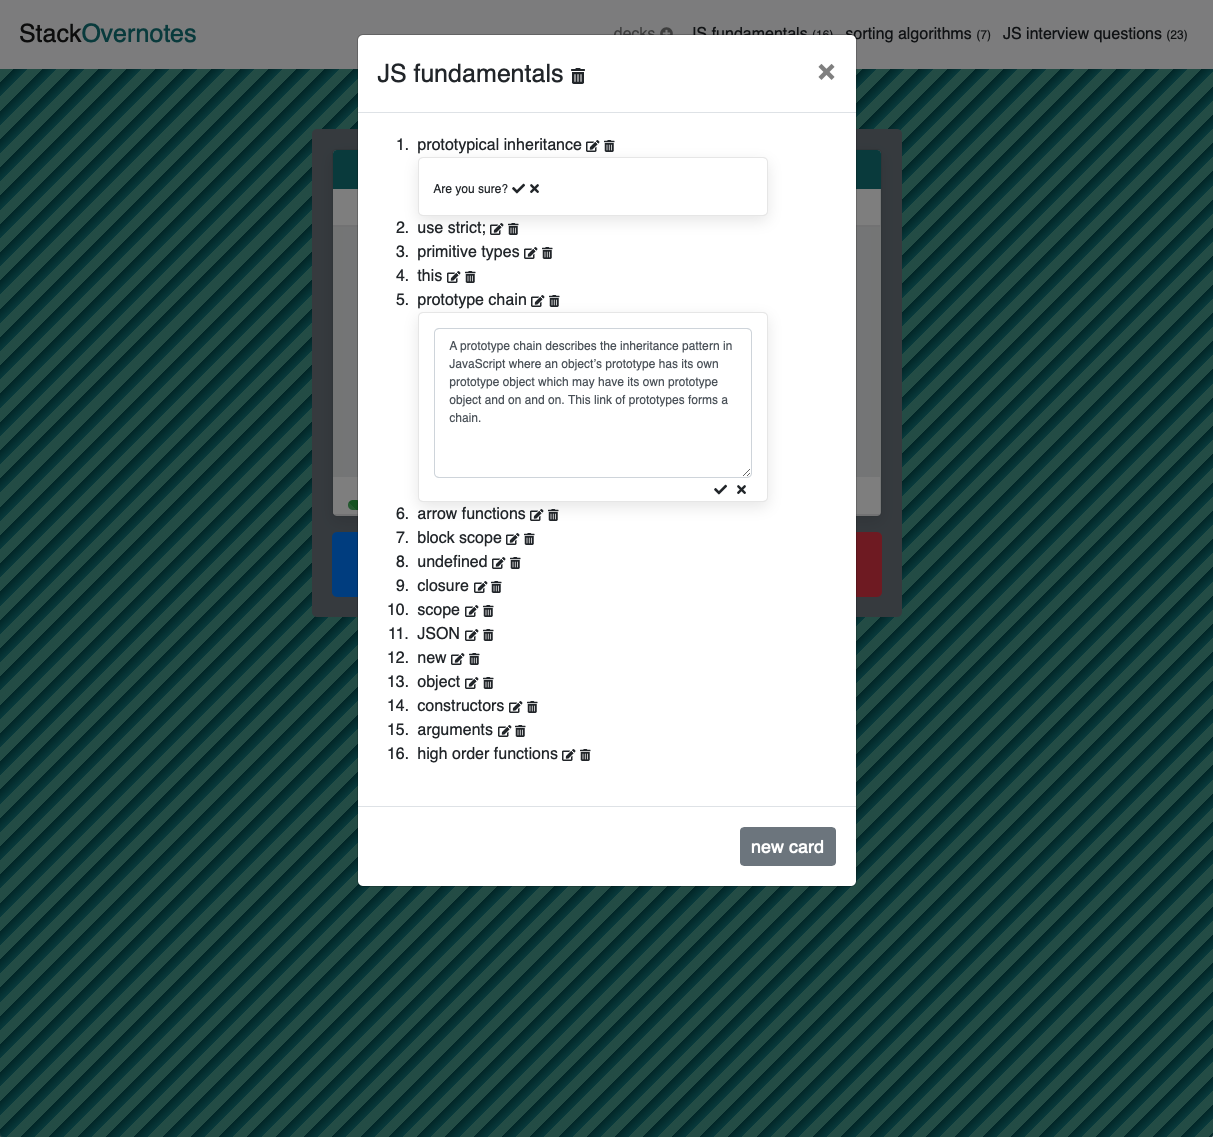 StackOvernotes
decks JS fundamentals (16) sorting algorithms (7) JS interview questions (23)
JS fundamentals
1. prototypical inheritance
Are you sure?
2. use strict;
3. primitive types
4. this
5. prototype chain
A prototype chain describes the inheritance pattern in
JavaScript where an object’s prototype has its own
prototype object which may have its own prototype
object and on and on. This link of prototypes forms a
chain.
6. arrow functions
7. block scope
8. undefined
9. closure
10. scope
11. JSON
12. new
13. object
14. constructors
15. arguments
16. high order functions
new card